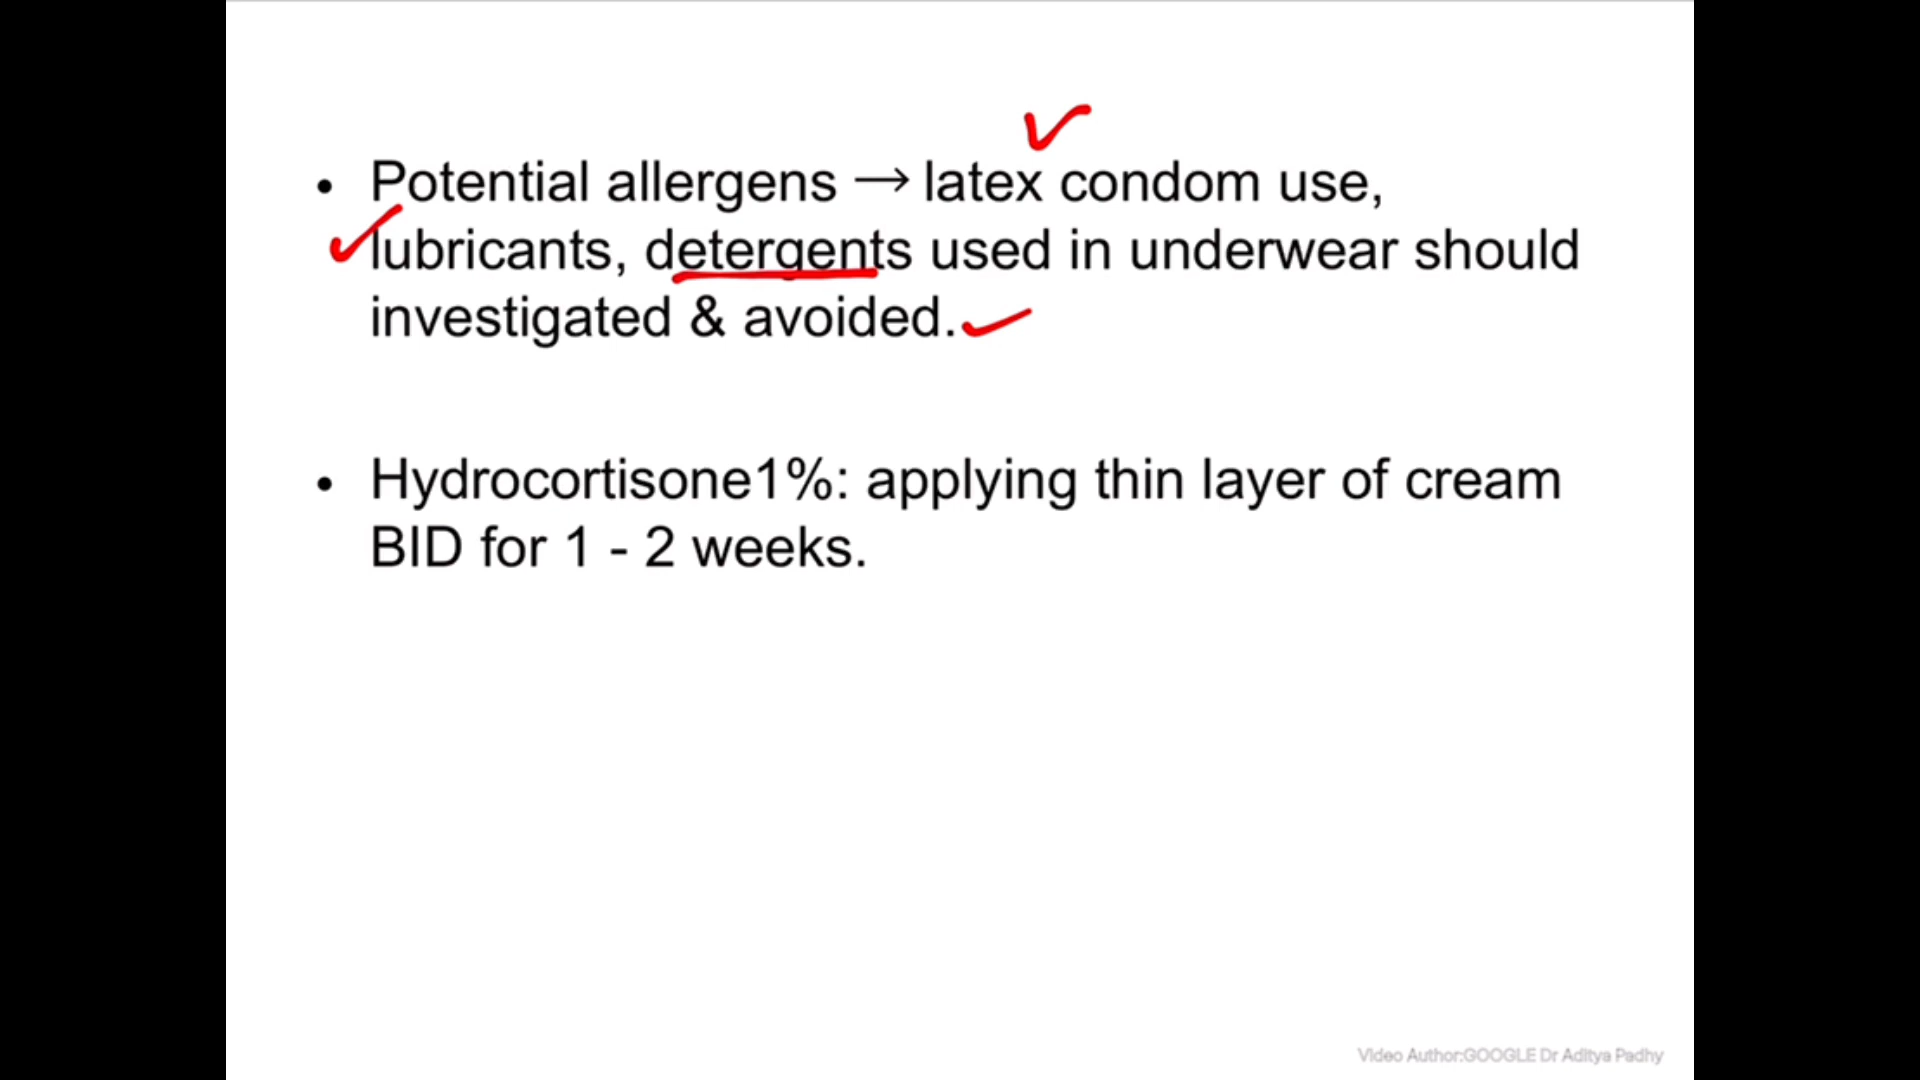 • Potential allergens → latex condom use,
lubricants, detergents used in underwear should
investigated & avoided.
• Hydrocortisone1%: applying thin layer of cream
BID for 1 - 2 weeks.
Video Author:GOOGLE Dr Aditya Padhy